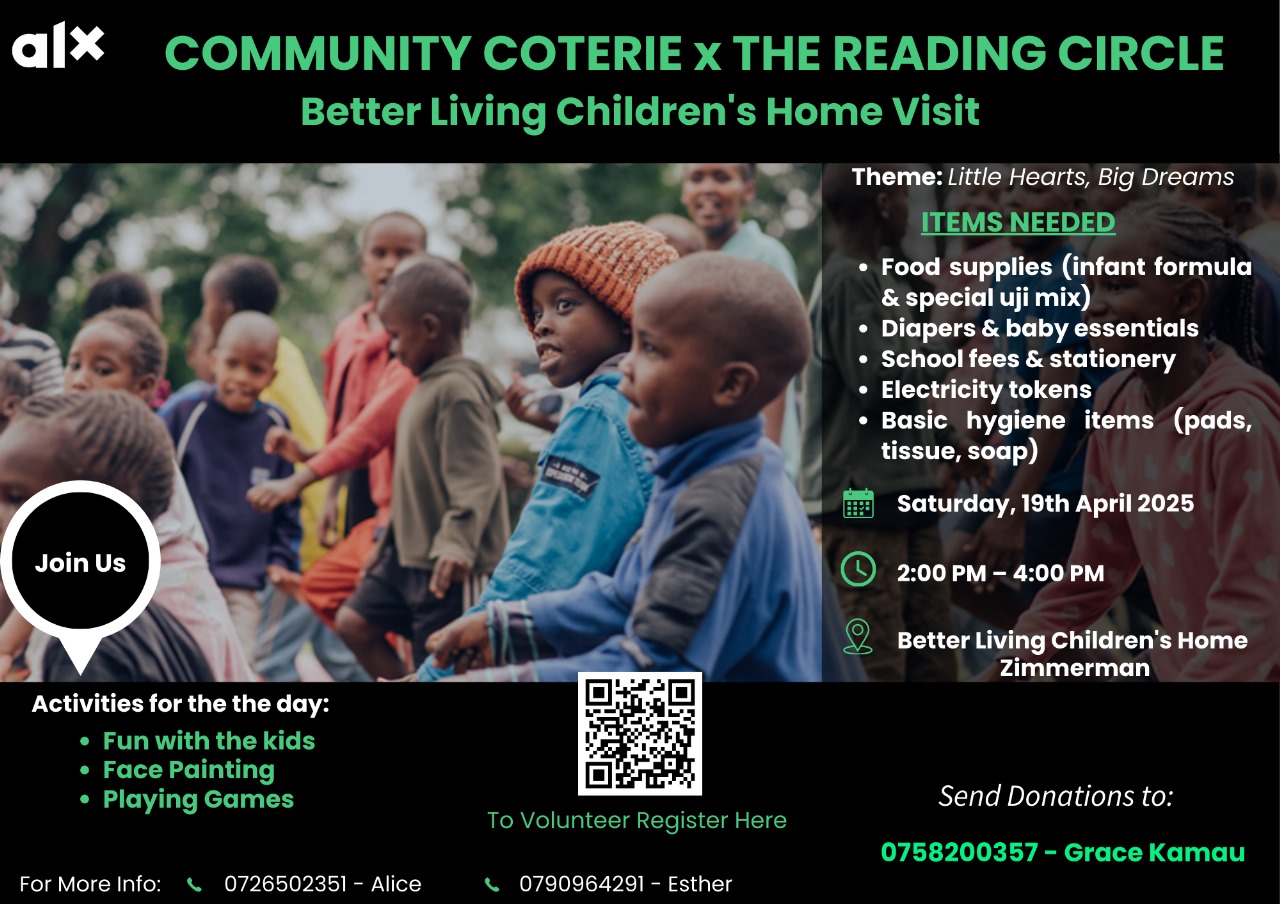 alx
COMMUNITY COTERIE x THE READING CIRCLE
Better Living Children's Home Visit
Theme: Little Hearts, Big Dreams
ITEMS NEEDED
• Food supplies (infant formula
& special uji mix)
• Diapers & baby essentials
• School fees & stationery
• Electricity tokens
• Basic hygiene items (pads,
tissue, soap)
Saturday, 19th April 2025
2:00 PM – 4:00 PM
Better Living Children's Home
Zimmerman
Join Us
Activities for the the day:
• Fun with the kids
• Face Painting
• Playing Games
To Volunteer Register Here
Send Donations to:
0758200357 - Grace Kamau
For More Info: 0726502351 - Alice 0790964291 - Esther